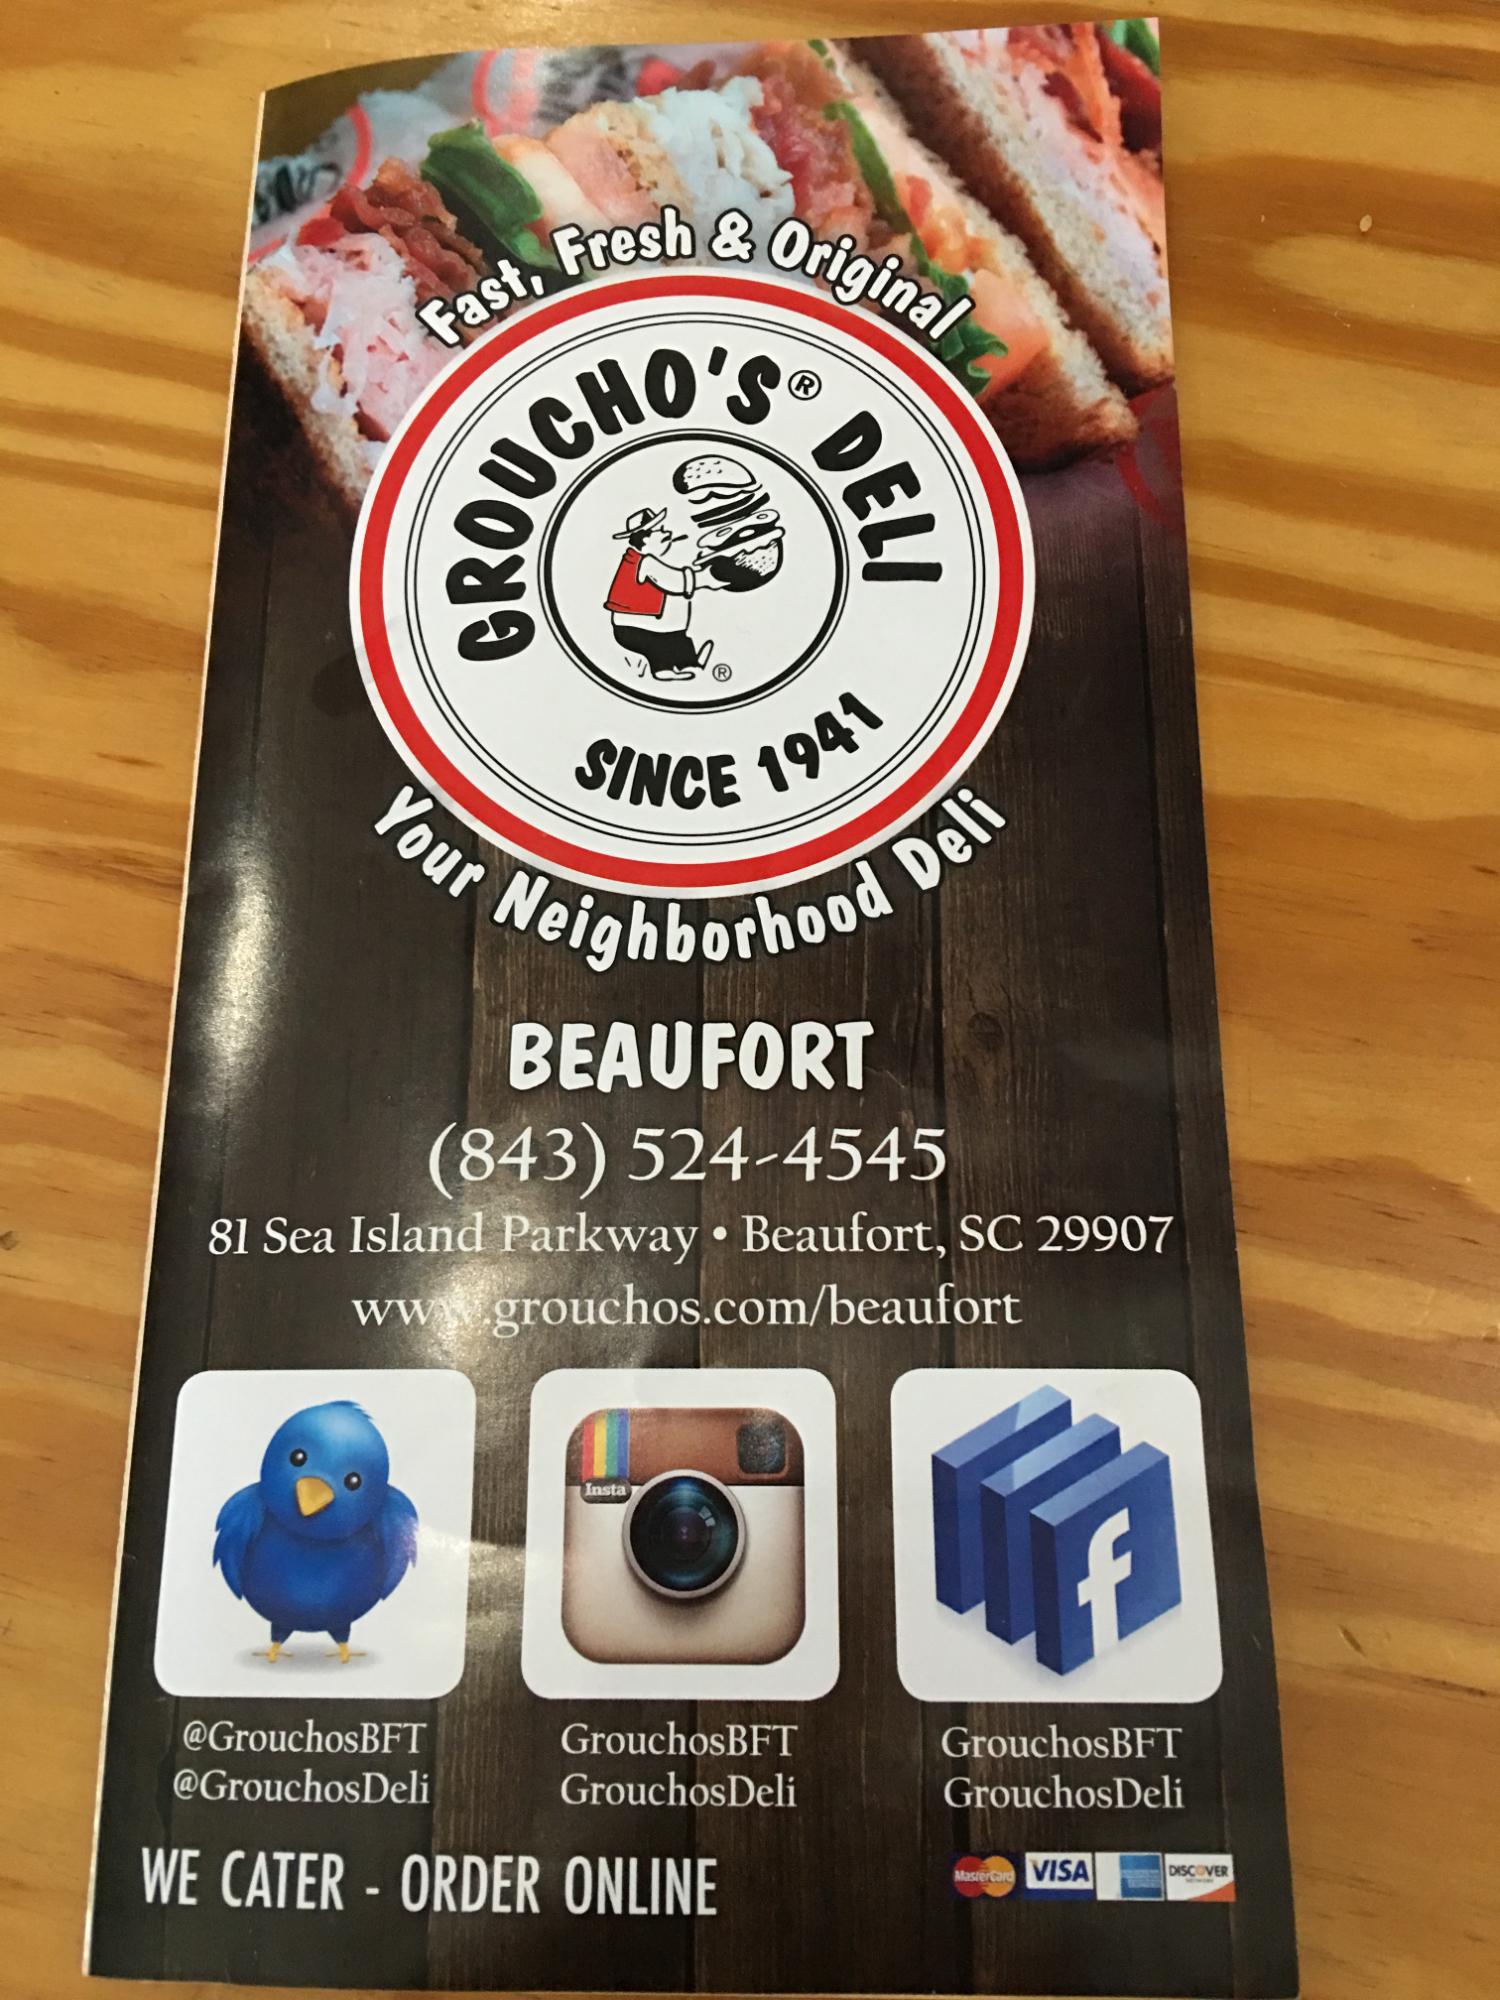 Fast, Fresh & Original
GROUCHO'S® DELI
®
SINCE 1941
Your Neighborhood Deli
BEAUFORT
(843) 524-4545
81 Sea Island Parkway • Beaufort, SC 29907
www.grouchos.com/beaufort
Insta
f
@GrouchosBFT
@GrouchosDeli
GrouchosBFT
GrouchosDeli
GrouchosBFT
GrouchosDeli
WE CATER - ORDER ONLINE
MasterCard VISA DISCOVER